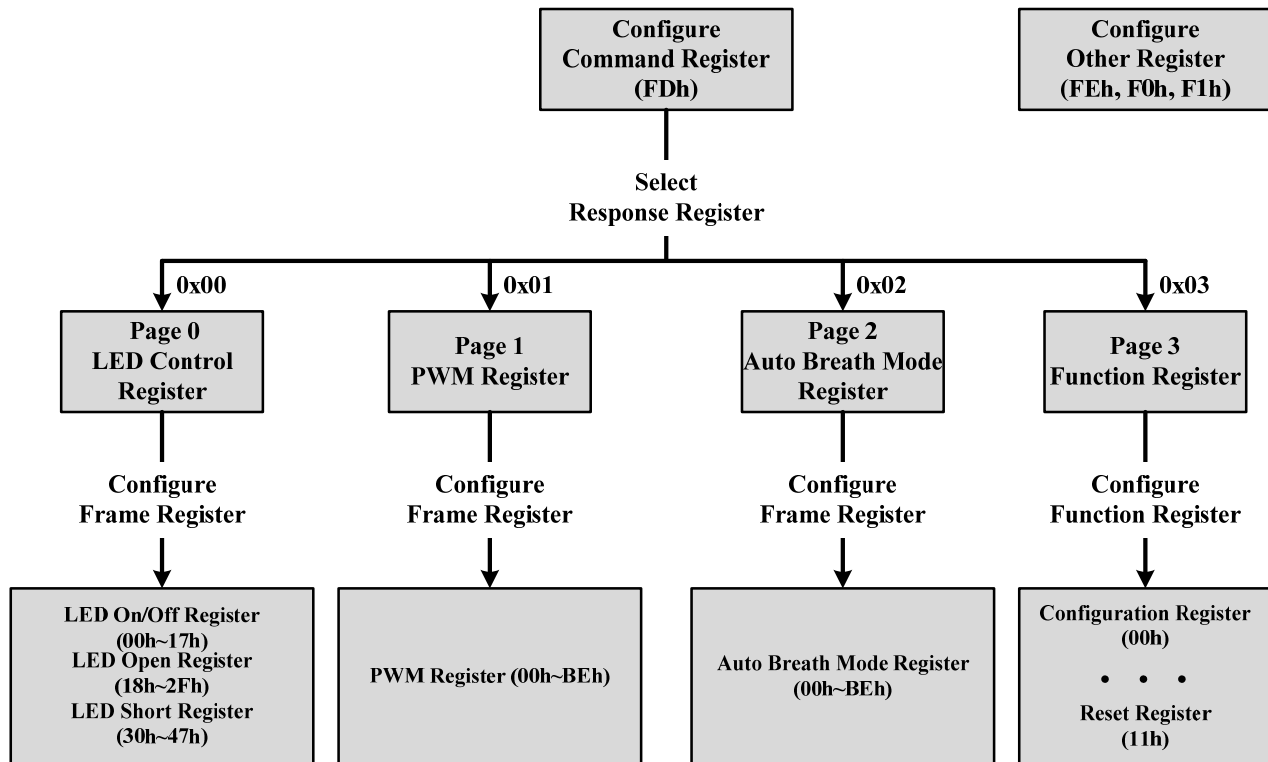 Configure
Command Register
(FDh)
Configure
Other Register
(FEh, F0h, F1h)
Select
Response Register
0x00
0x01
0x02
0x03
Page 0
LED Control
Register
Page 1
PWM Register
Page 2
Auto Breath Mode
Register
Page 3
Function Register
Configure
Frame Register
Configure
Frame Register
Configure
Frame Register
Configure
Function Register
LED On/Off Register
(00h~17h)
LED Open Register
(18h~2Fh)
LED Short Register
(30h~47h)
PWM Register (00h~BEh)
Auto Breath Mode Register
(00h~BEh)
Configuration Register
(00h)
• • •
Reset Register
(11h)